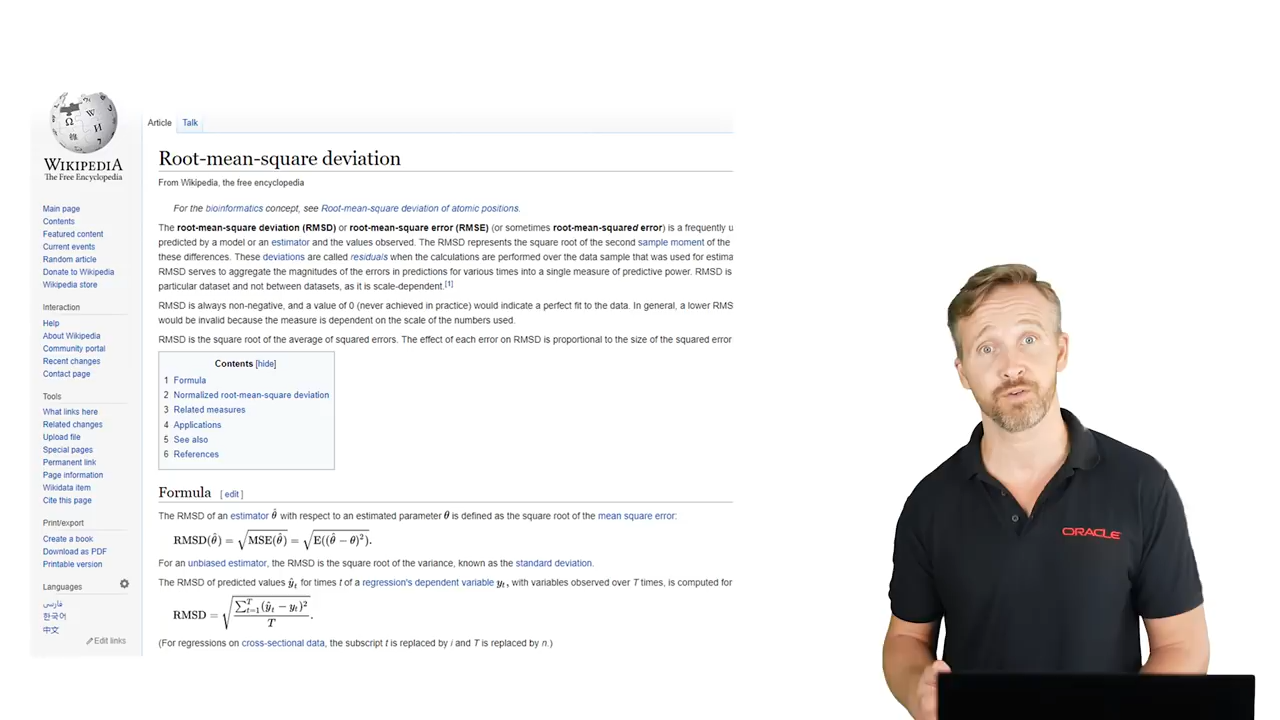 WIKIPEDIA
The Free Encyclopedia
Main page
Contents
Featured content
Current events
Random article
Donate to Wikipedia
Wikipedia store
Interaction
Help
About Wikipedia
Community portal
Recent changes
Contact page
Tools
What links here
Related changes
Upload file
Special pages
Permanent link
Page information
Wikidata item
Cite this page
Print/export
Create a book
Download as PDF
Printable version
Languages
فارسی
한국어
中文
Edit links
Article Talk
Root-mean-square deviation
From Wikipedia, the free encyclopedia
For the bioinformatics concept, see Root-mean-square deviation of atomic positions.
The root-mean-square deviation (RMSD) or root-mean-square error (RMSE) (or sometimes root-mean-squared error) is a frequently u
predicted by a model or an estimator and the values observed. The RMSD represents the square root of the second sample moment of the
these differences. These deviations are called residuals when the calculations are performed over the data sample that was used for estima
RMSD serves to aggregate the magnitudes of the errors in predictions for various times into a single measure of predictive power. RMSD is
particular dataset and not between datasets, as it is scale-dependent.[1]
RMSD is always non-negative, and a value of 0 (never achieved in practice) would indicate a perfect fit to the data. In general, a lower RMS
would be invalid because the measure is dependent on the scale of the numbers used.
RMSD is the square root of the average of squared errors. The effect of each error on RMSD is proportional to the size of the squared error
Contents [hide]
1 Formula
2 Normalized root-mean-square deviation
3 Related measures
4 Applications
5 See also
6 References
Formula [ edit ]
The RMSD of an estimator θ̂ with respect to an estimated parameter θ is defined as the square root of the mean square error:
RMSD(θ̂) = √MSE(θ̂) = √E((θ̂ − θ)²).
For an unbiased estimator, the RMSD is the square root of the variance, known as the standard deviation.
The RMSD of predicted values ŷₜ for times t of a regression's dependent variable yₜ, with variables observed over T times, is computed for
RMSD = √(∑ₜ₌₁ᵀ(ŷₜ − yₜ)² / T).
(For regressions on cross-sectional data, the subscript t is replaced by i and T is replaced by n.)
ORACLE